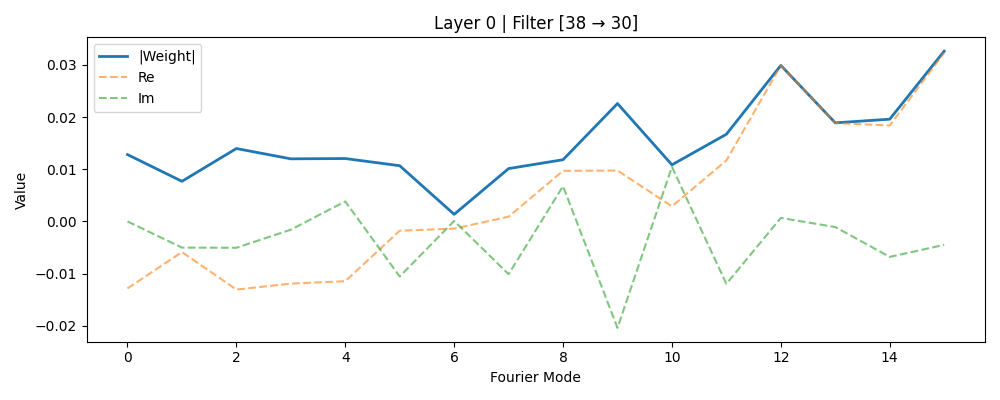 Layer 0 | Filter [38 → 30]
|Weight|
Re
Im
0.03
0.02
0.01
0.00
−0.01
−0.02
Value
0 2 4 6 8 10 12 14
Fourier Mode